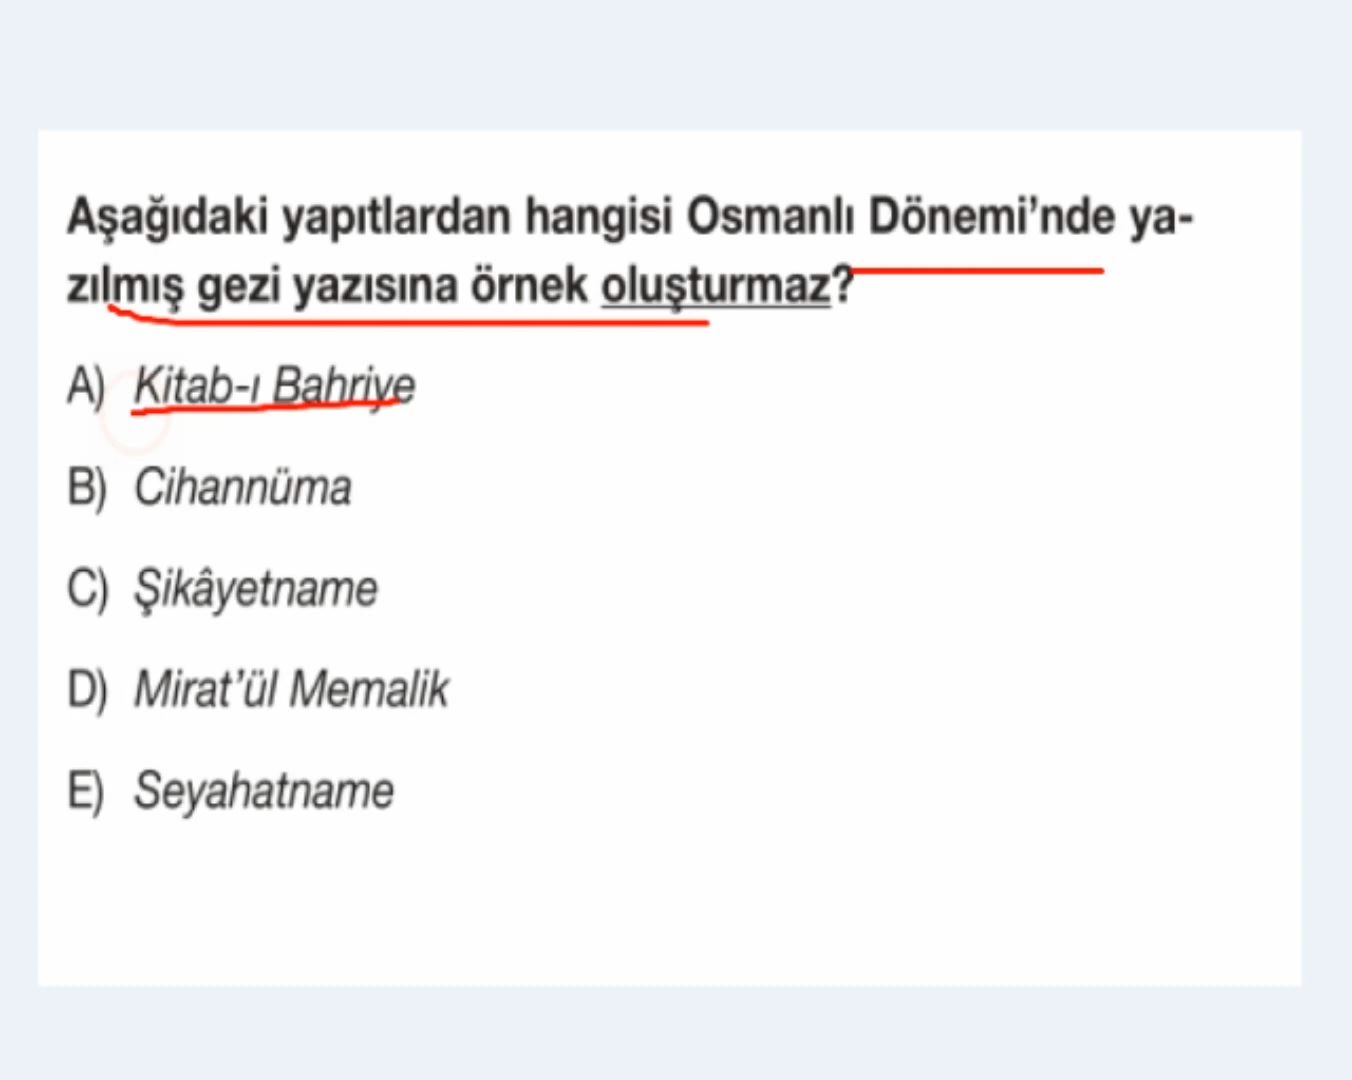 Aşağıdaki yapıtlardan hangisi Osmanlı Dönemi’nde ya-
zılmış gezi yazısına örnek oluşturmaz?
A) Kitab-ı Bahriye
B) Cihannüma
C) Şikâyetname
D) Mirat’ül Memalik
E) Seyahatname